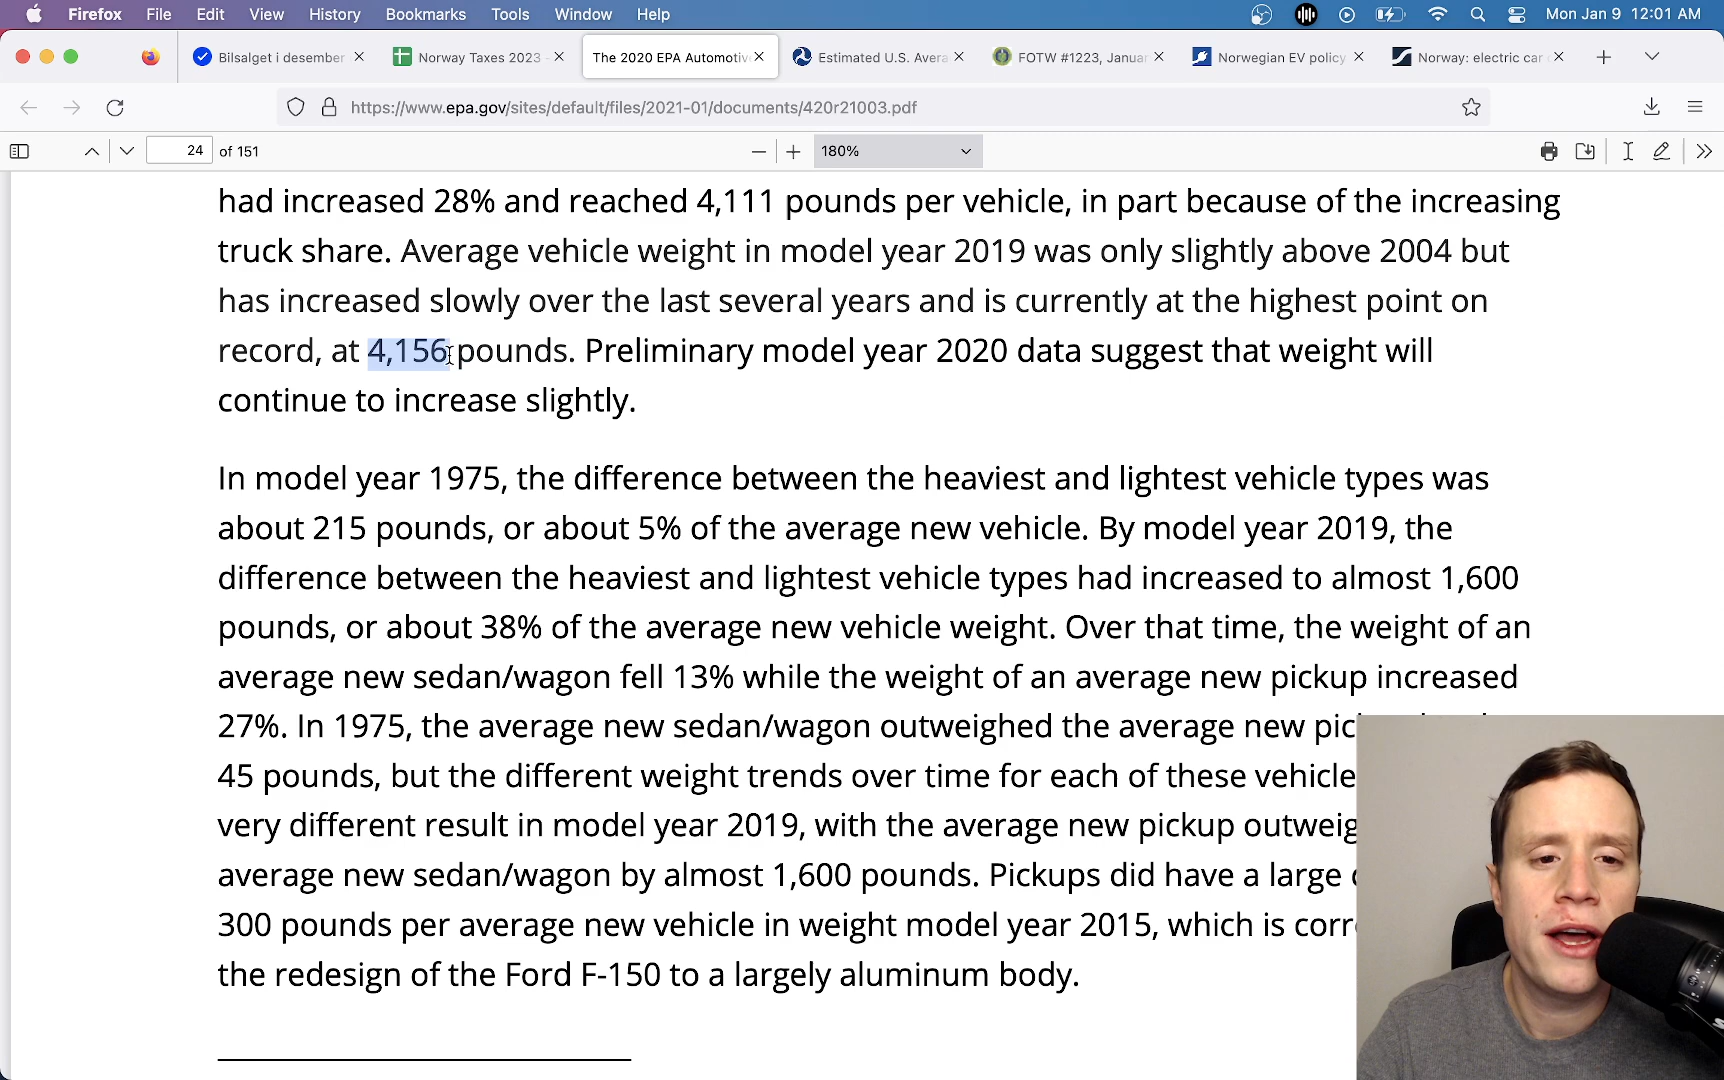 Firefox File Edit View History Bookmarks Tools Window Help Mon Jan 9 12:01 AM
Bilsalget i desember Norway Taxes 2023 - The 2020 EPA Automotiv Estimated U.S. Avera FOTW #1223, Januar Norwegian EV policy Norway: electric car
https://www.epa.gov/sites/default/files/2021-01/documents/420r21003.pdf
24 of 151 180%
had increased 28% and reached 4,111 pounds per vehicle, in part because of the increasing
truck share. Average vehicle weight in model year 2019 was only slightly above 2004 but
has increased slowly over the last several years and is currently at the highest point on
record, at 4,156 pounds. Preliminary model year 2020 data suggest that weight will
continue to increase slightly.
In model year 1975, the difference between the heaviest and lightest vehicle types was
about 215 pounds, or about 5% of the average new vehicle. By model year 2019, the
difference between the heaviest and lightest vehicle types had increased to almost 1,600
pounds, or about 38% of the average new vehicle weight. Over that time, the weight of an
average new sedan/wagon fell 13% while the weight of an average new pickup increased
27%. In 1975, the average new sedan/wagon outweighed the average new
45 pounds, but the different weight trends over time for each of these vehicle
very different result in model year 2019, with the average new pickup
average new sedan/wagon by almost 1,600 pounds. Pickups did have a large
300 pounds per average new vehicle in weight model year 2015, which is
the redesign of the Ford F-150 to a largely aluminum body.